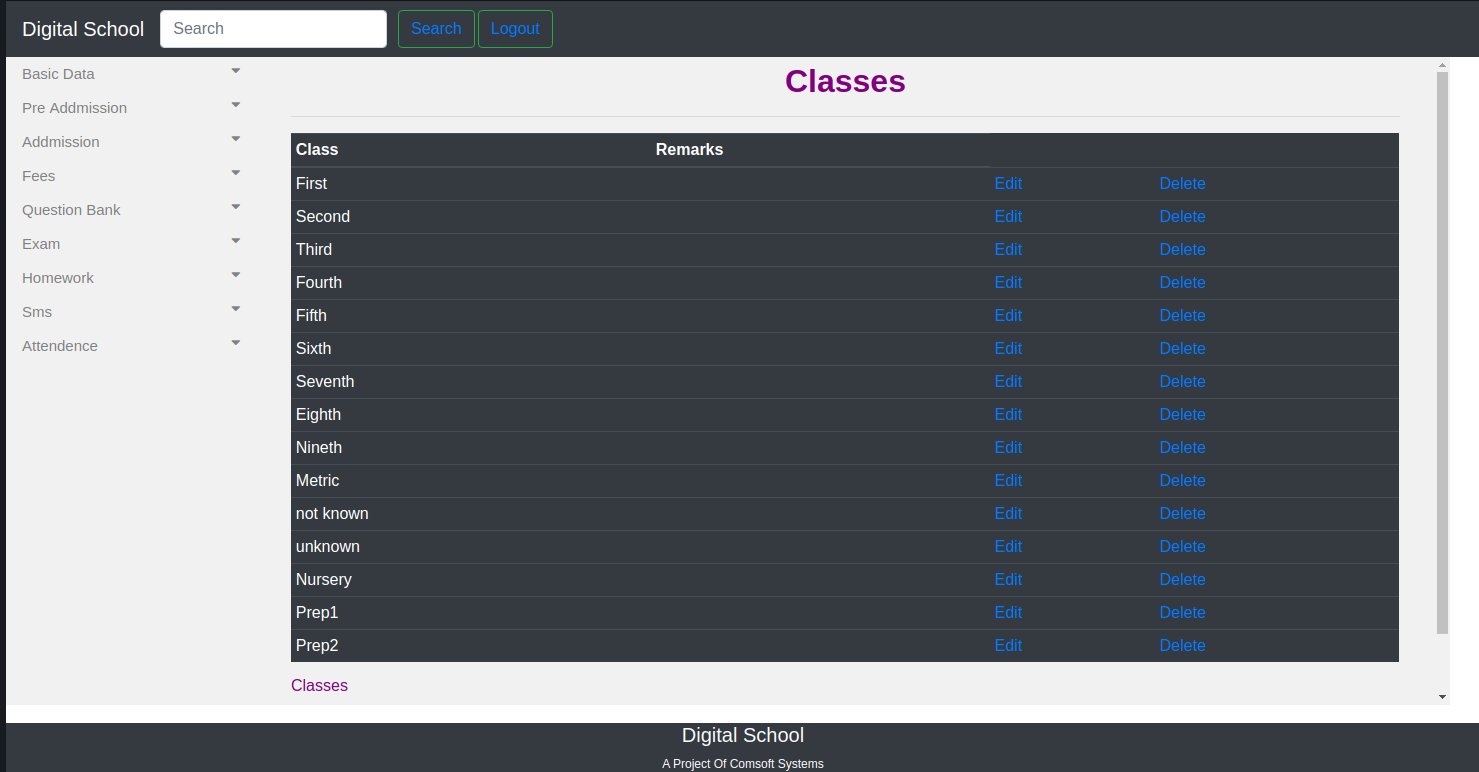 Digital School Search Search Logout
Basic Data
Pre Addmission
Addmission
Fees
Question Bank
Exam
Homework
Sms
Attendence
Classes
Class Remarks
First Edit Delete
Second Edit Delete
Third Edit Delete
Fourth Edit Delete
Fifth Edit Delete
Sixth Edit Delete
Seventh Edit Delete
Eighth Edit Delete
Nineth Edit Delete
Metric Edit Delete
not known Edit Delete
unknown Edit Delete
Nursery Edit Delete
Prep1 Edit Delete
Prep2 Edit Delete
Classes
Digital School
A Project Of Comsoft Systems